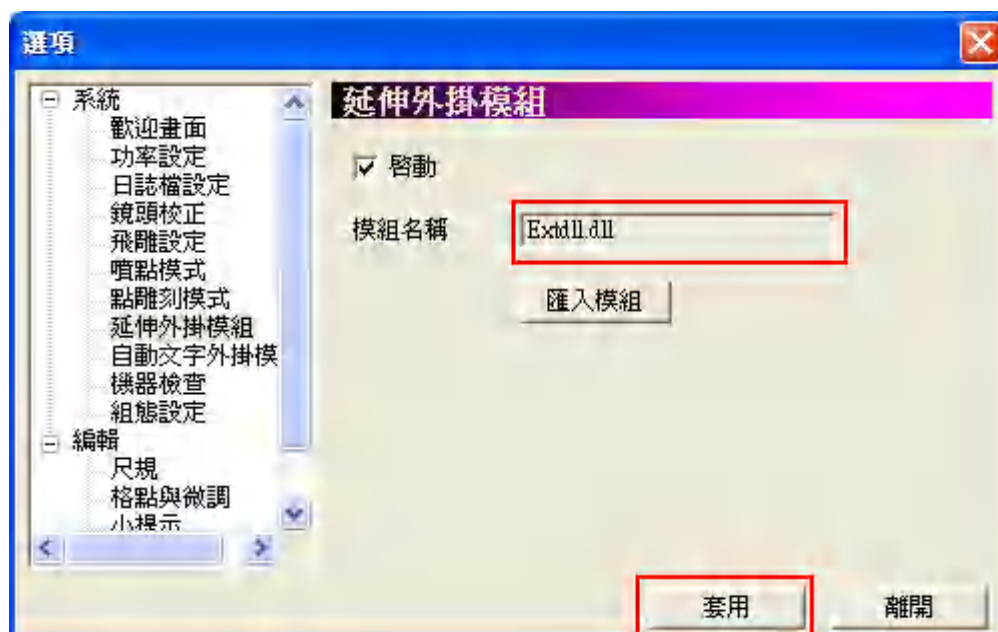 選項
系統
歡迎畫面
功率設定
日誌檔設定
鏡頭校正
飛雕設定
噴點模式
點雕刻模式
延伸外掛模組
自動文字外掛模
機器檢查
組態設定
編輯
尺規
格點與微調
小提示
延伸外掛模組
啓動
模組名稱
Extdll.dll
匯入模組
套用
離開